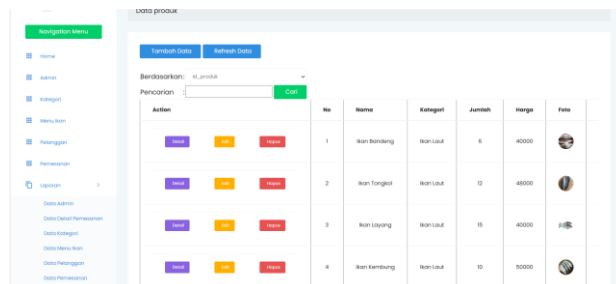 Data produk
Navigation Menu
Home
Admin
Kategori
Menu Ikan
Pelanggan
Pemesanan
Laporan >
Data Admin
Data Detail Pemesanan
Data Kategori
Data Menu Ikan
Data Pelanggan
Data Pemesanan
Tambah Data Refresh Data
Berdasarkan: id_produk
Pencarian : Cari
Action No Nama Kategori Jumlah Harga Foto
Detail Edit Hapus 1 Ikan Bandeng Ikan Laut 6 40000
Detail Edit Hapus 2 Ikan Tongkol Ikan Laut 12 48000
Detail Edit Hapus 3 Ikan Layang Ikan Laut 15 40000
Detail Edit Hapus 4 Ikan Kembung Ikan Laut 10 50000